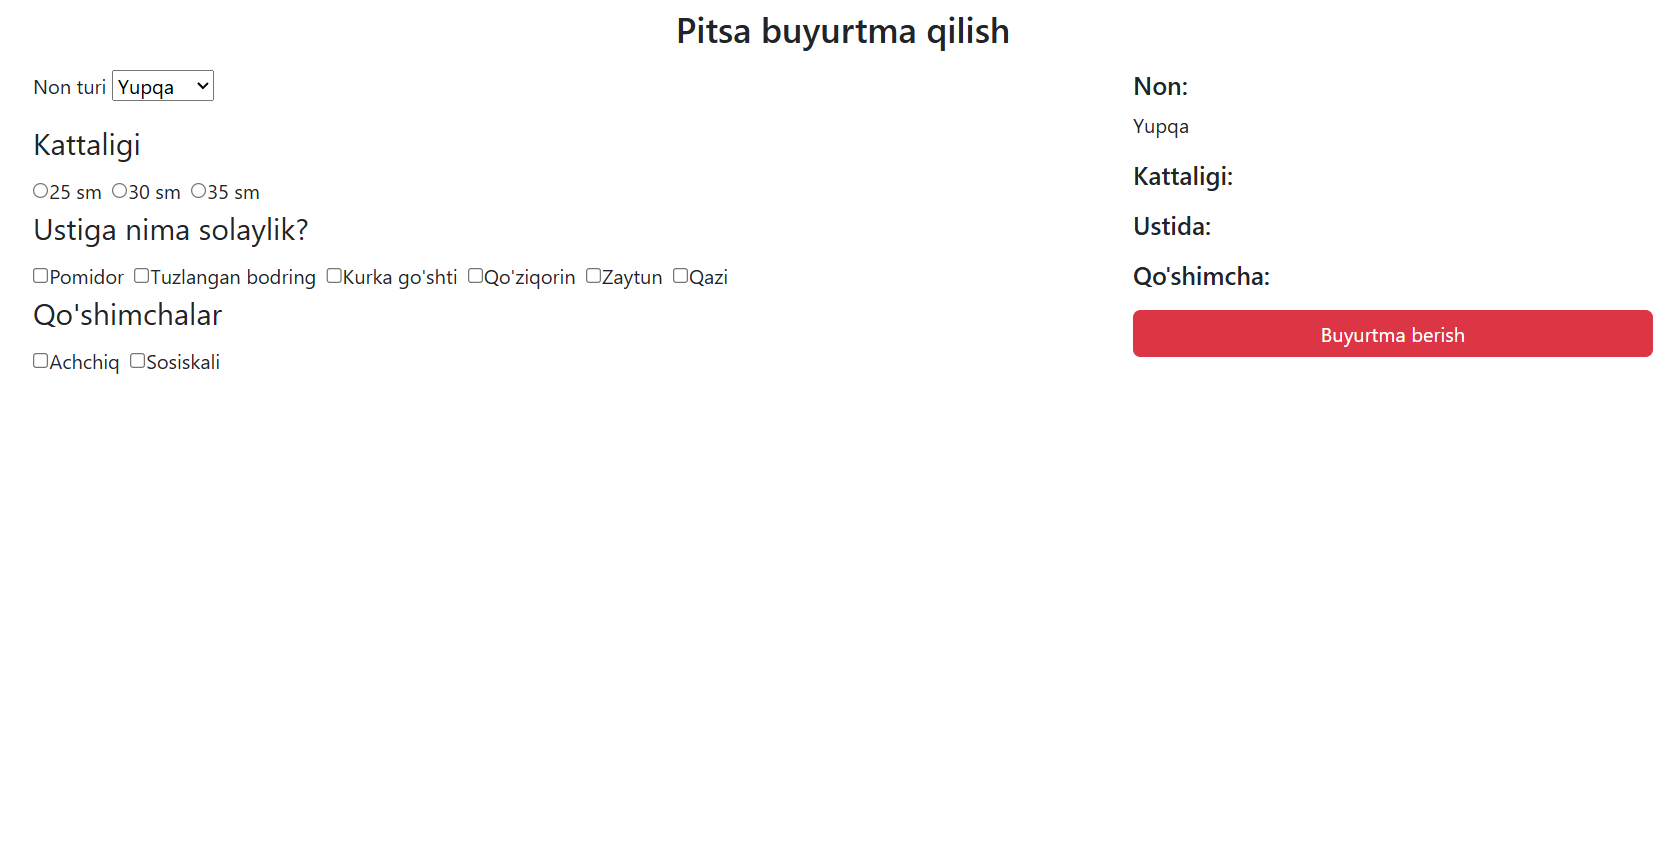 Pitsa buyurtma qilish
Non turi Yupqa
Kattaligi
25 sm 30 sm 35 sm
Ustiga nima solaylik?
Pomidor Tuzlangan bodring Kurka go'shti Qo'ziqorin Zaytun Qazi
Qo'shimchalar
Achchiq Sosiskali
Non:
Yupqa
Kattaligi:
Ustida:
Qo'shimcha:
Buyurtma berish